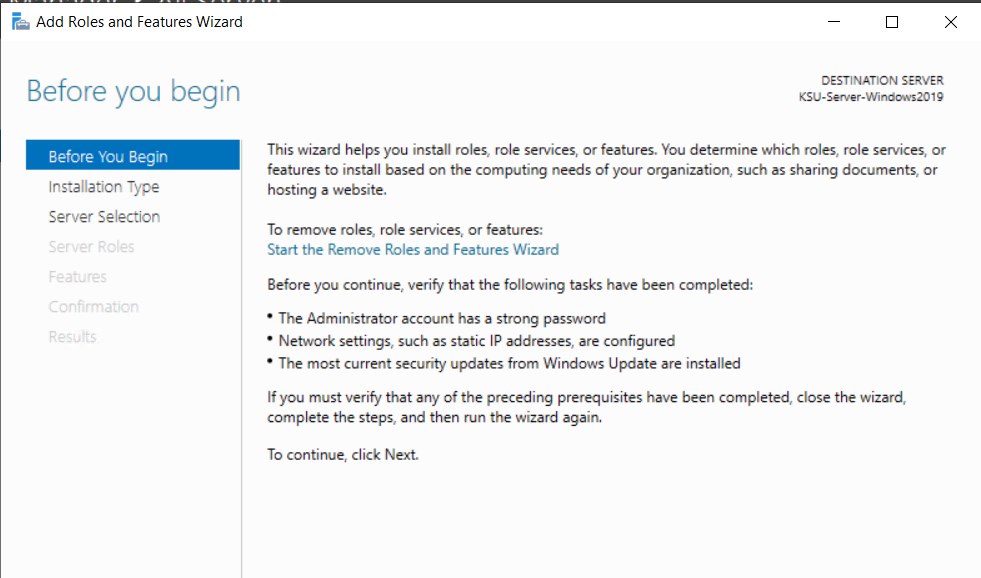 Add Roles and Features Wizard
Before you begin
DESTINATION SERVER
KSU-Server-Windows2019
Before You Begin
Installation Type
Server Selection
Server Roles
Features
Confirmation
Results
This wizard helps you install roles, role services, or features. You determine which roles, role services, or
features to install based on the computing needs of your organization, such as sharing documents, or
hosting a website.
To remove roles, role services, or features:
Start the Remove Roles and Features Wizard
Before you continue, verify that the following tasks have been completed:
• The Administrator account has a strong password
• Network settings, such as static IP addresses, are configured
• The most current security updates from Windows Update are installed
If you must verify that any of the preceding prerequisites have been completed, close the wizard,
complete the steps, and then run the wizard again.
To continue, click Next.